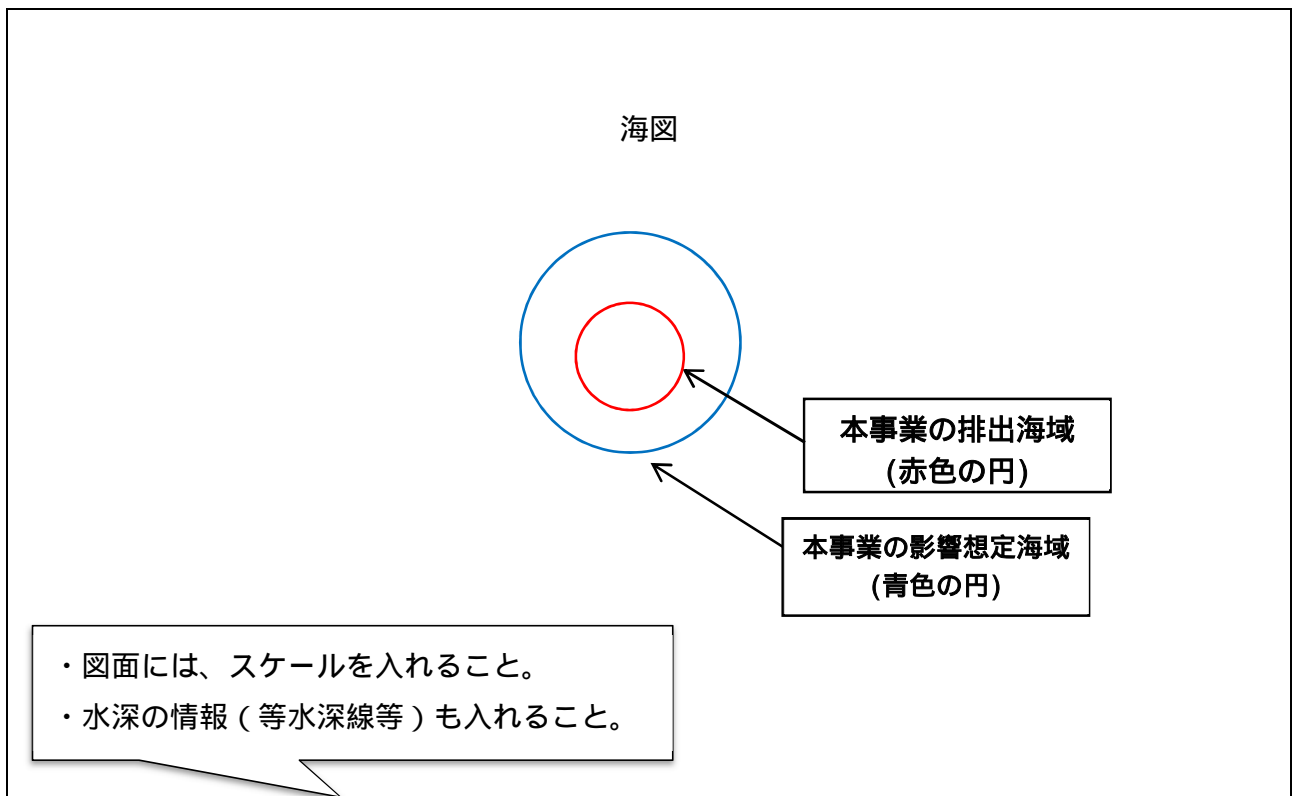 海図
本事業の排出海域
(赤色の円)
本事業の影響想定海域
(青色の円)
・図面には、スケールを入れること。
・水深の情報（等水深線等）も入れること。